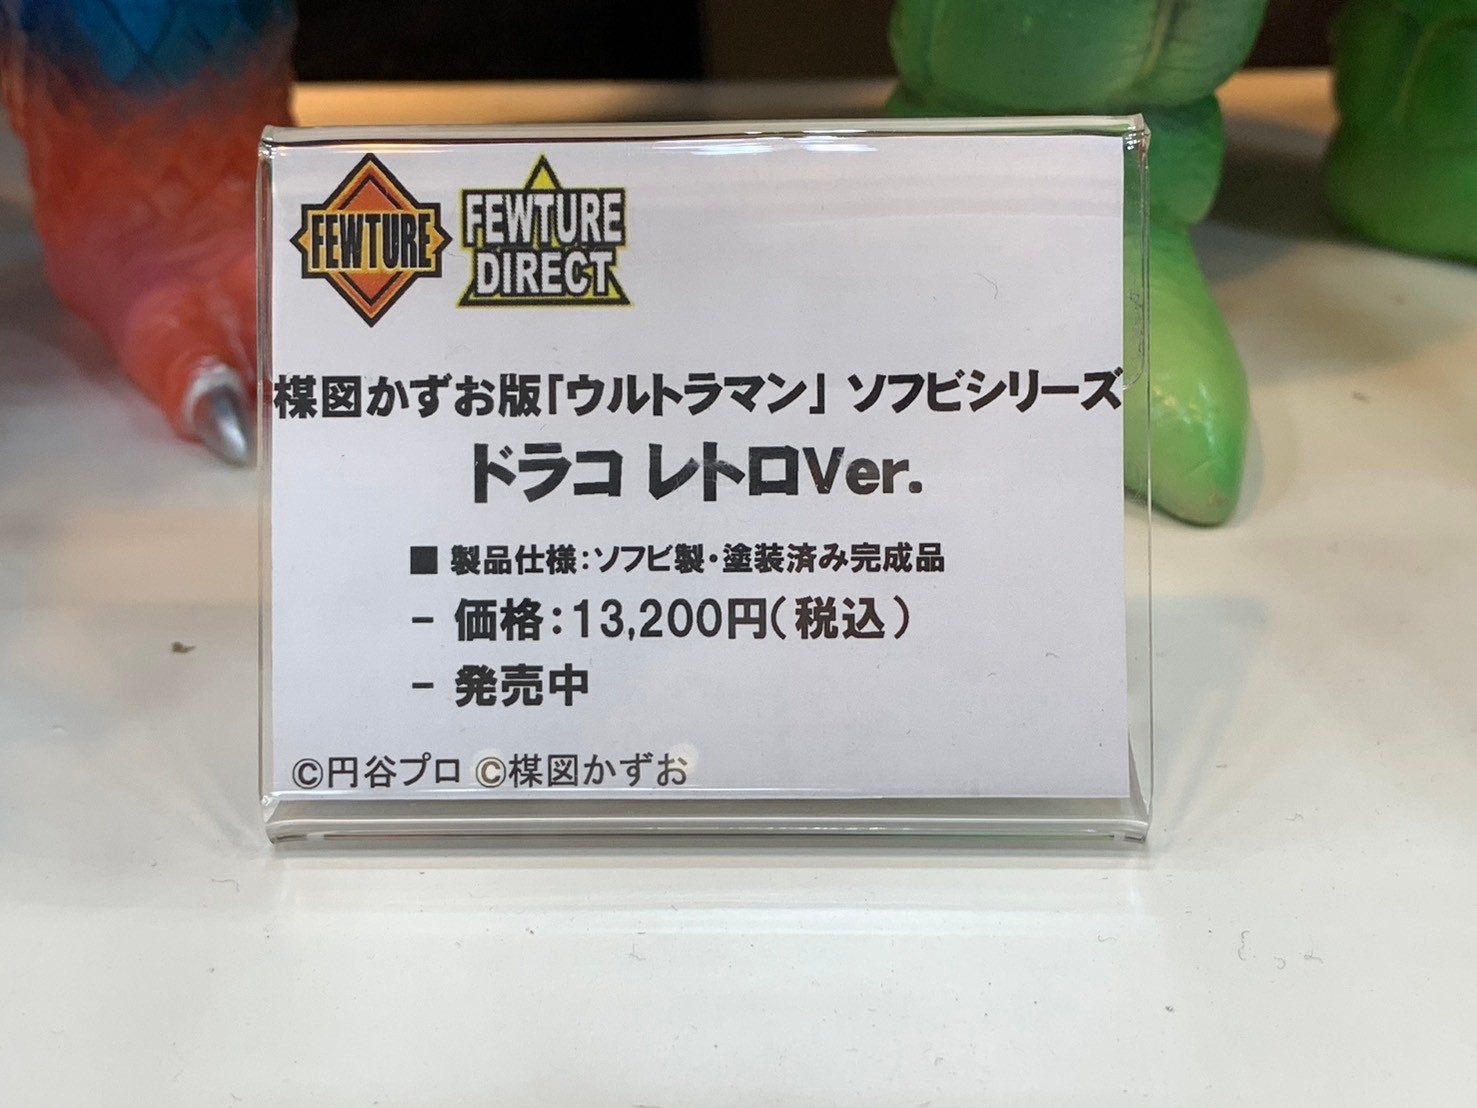 FEWTURE
FEWTURE
DIRECT
楳図かずお版「ウルトラマン」 ソフビシリーズ
ドラコ レトロVer.
■ 製品仕様：ソフビ製・塗装済み完成品
- 価格：13,200円（税込）
- 発売中
©円谷プロ ©楳図かずお